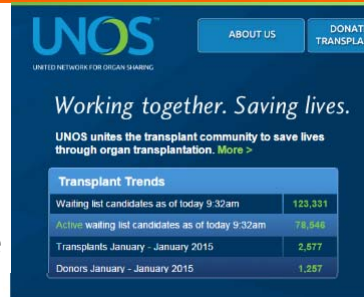 UNOS
UNITED NETWORK FOR ORGAN SHARING
ABOUT US
DONAT
TRANSPLA
Working together. Saving lives.
UNOS unites the transplant community to save lives
through organ transplantation. More >
Transplant Trends
Waiting list candidates as of today 9:32am 123,331
Active waiting list candidates as of today 9:32am 78,546
Transplants January - January 2015 2,577
Donors January - January 2015 1,257